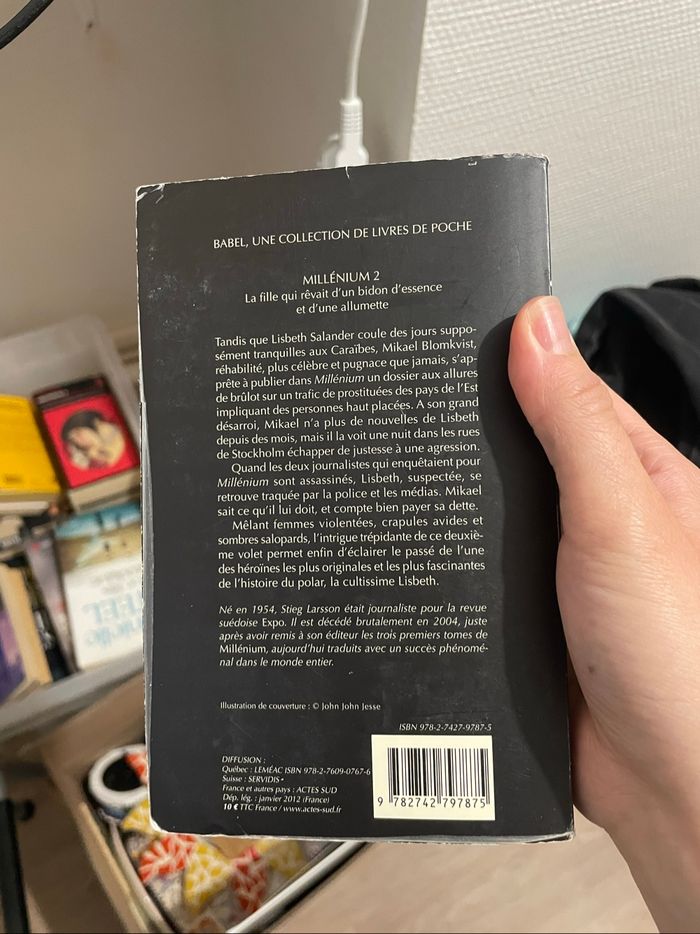 BABEL, UNE COLLECTION DE LIVRES DE POCHE
MILLÉNIUM 2
La fille qui rêvait d'un bidon d'essence
et d'une allumette
Tandis que Lisbeth Salander coule des jours suppo-
sément tranquilles aux Caraïbes, Mikael Blomkvist,
réhabilité, plus célèbre et pugnace que jamais, s'ap-
prête à publier dans Millénium un dossier aux allures
de brûlot sur un trafic de prostituées des pays de l'Est
impliquant des personnes haut placées. A son grand
désarroi, Mikael n'a plus de nouvelles de Lisbeth
depuis des mois, mais il la voit une nuit dans les rues
de Stockholm échapper de justesse à une agression.
Quand les deux journalistes qui enquêtaient pour
Millénium sont assassinés, Lisbeth, suspectée, se
retrouve traquée par la police et les médias. Mikael
sait ce qu'il lui doit, et compte bien payer sa dette.
Mêlant femmes violentées, crapules avides et
sombres salopards, l'intrigue trépidante de ce deuxiè-
me volet permet enfin d'éclairer le passé de l'une
des héroïnes les plus originales et les plus fascinantes
de l'histoire du polar, la cultissime Lisbeth.
Né en 1954, Stieg Larsson était journaliste pour la revue
suédoise Expo. Il est décédé brutalement en 2004, juste
après avoir remis à son éditeur les trois premiers tomes de
Millénium, aujourd'hui traduits avec un succès phénomé-
nal dans le monde entier.
Illustration de couverture : © John John Jesse
ISBN 978-2-7427-9787-5
DIFFUSION :
Québec : LEMÉAC ISBN 978-2-7609-0767-6
Suisse : SERVIDIS •
France et autres pays : ACTES SUD
Dép. lég. : janvier 2012 (France)
10 € TTC France / www.actes-sud.fr
9 782742 797875